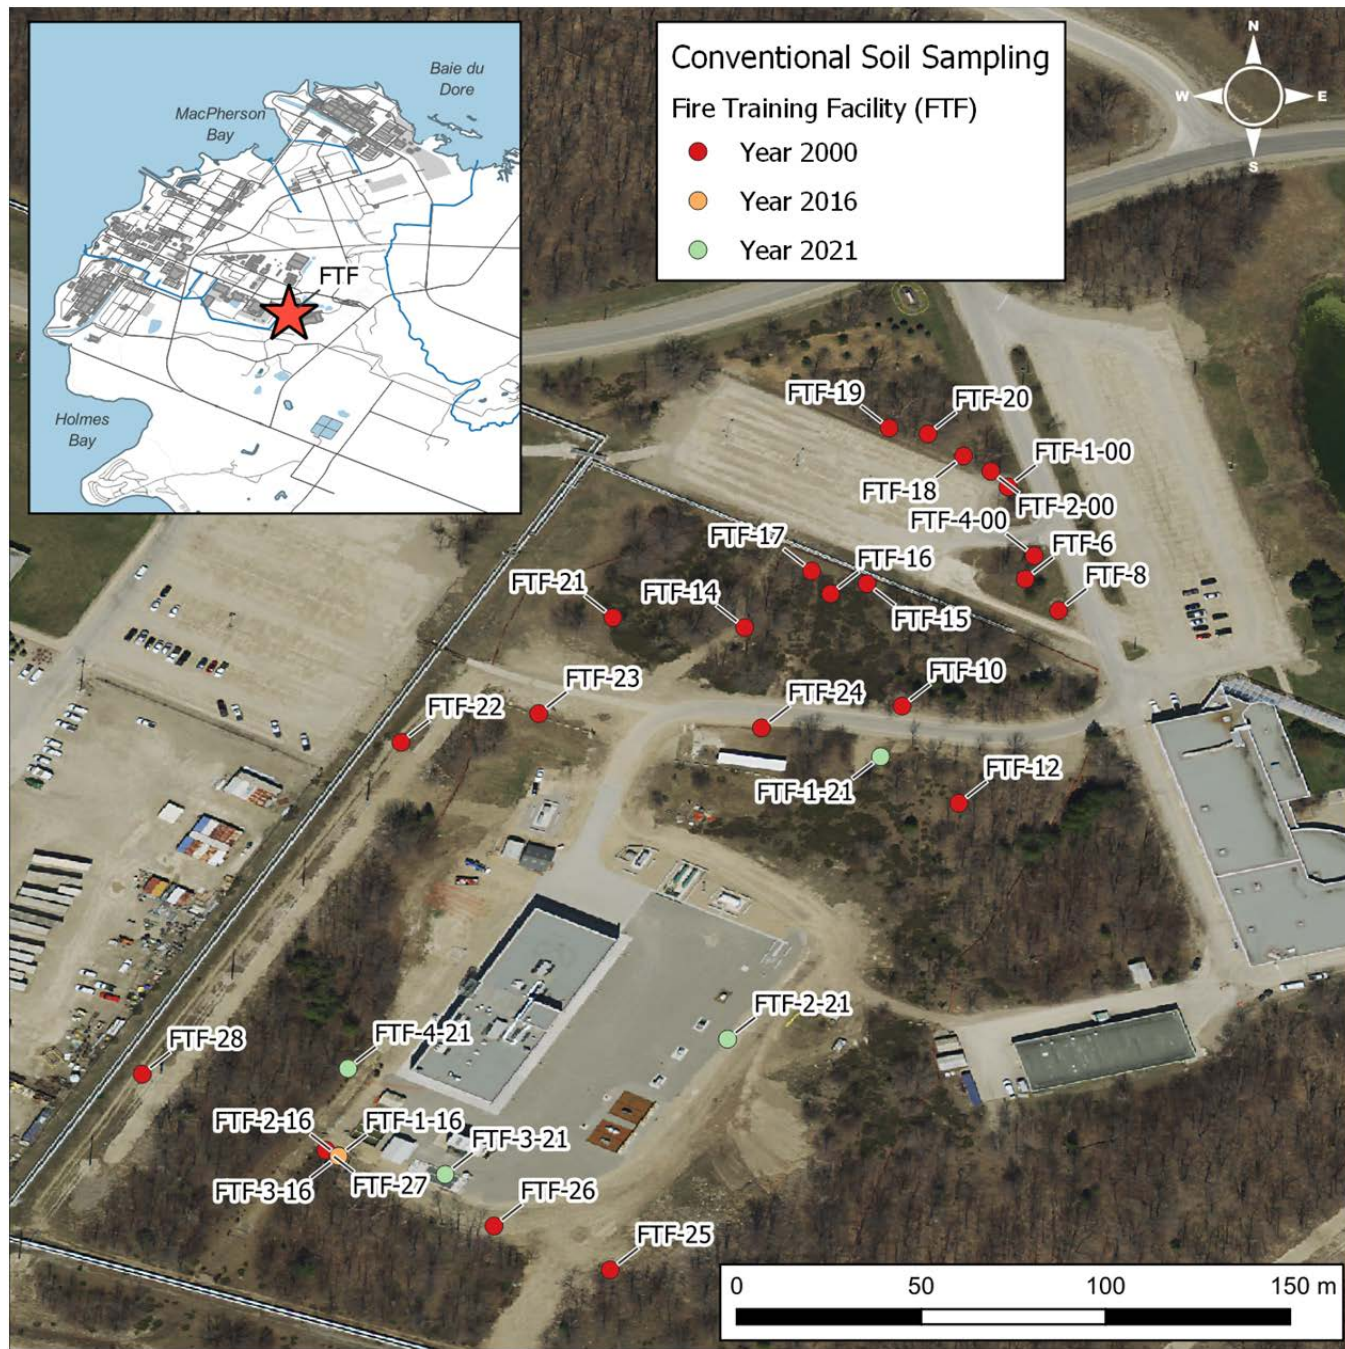 Baie du
Dore
MacPherson
Bay
FTF
Holmes
Bay
Conventional Soil Sampling
Fire Training Facility (FTF)
Year 2000
Year 2016
Year 2021
N
W
E
S
FTF-19
FTF-20
FTF-1-00
FTF-18
FTF-2-00
FTF-4-00
FTF-17
FTF-16
FTF-6
FTF-8
FTF-21
FTF-14
FTF-15
FTF-23
FTF-10
FTF-22
FTF-24
FTF-1-21
FTF-12
FTF-2-21
FTF-28
FTF-4-21
FTF-2-16
FTF-1-16
FTF-3-21
FTF-3-16
FTF-27
FTF-26
FTF-25
0 50 100 150 m